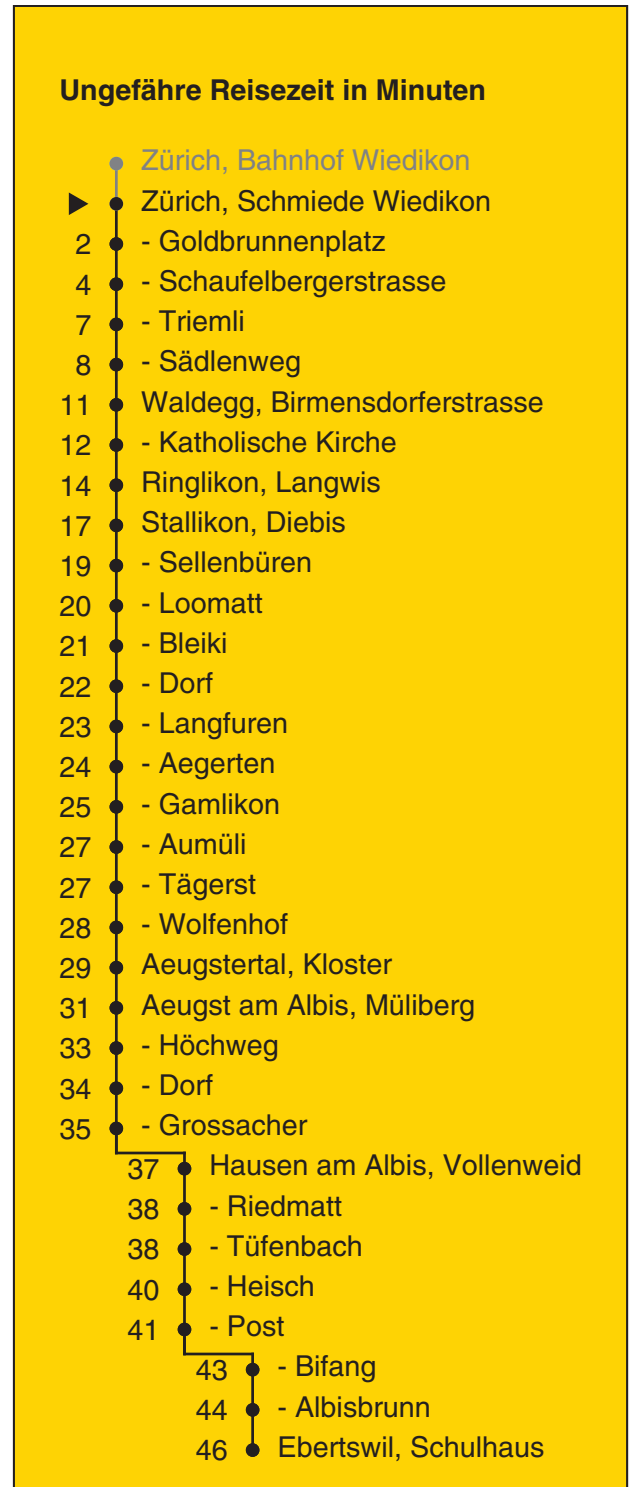 Ungefähre Reisezeit in Minuten
Zürich, Bahnhof Wiedikon
Zürich, Schmiede Wiedikon
2 - Goldbrunnenplatz
4 - Schaufelbergerstrasse
7 - Triemli
8 - Sädlenweg
11 Waldegg, Birmensdorferstrasse
12 - Katholische Kirche
14 Ringlikon, Langwis
17 Stallikon, Diebis
19 - Sellenbüren
20 - Loomatt
21 - Bleiki
22 - Dorf
23 - Langfuren
24 - Aegerten
25 - Gamlikon
27 - Aumüli
27 - Tägerst
28 - Wolfenhof
29 Aeugstertal, Kloster
31 Aeugst am Albis, Müliberg
33 - Höchweg
34 - Dorf
35 - Grossacher
37 Hausen am Albis, Vollenweid
38 - Riedmatt
38 - Tüfenbach
40 - Heisch
41 - Post
43 - Bifang
44 - Albisbrunn
46 Ebertswil, Schulhaus